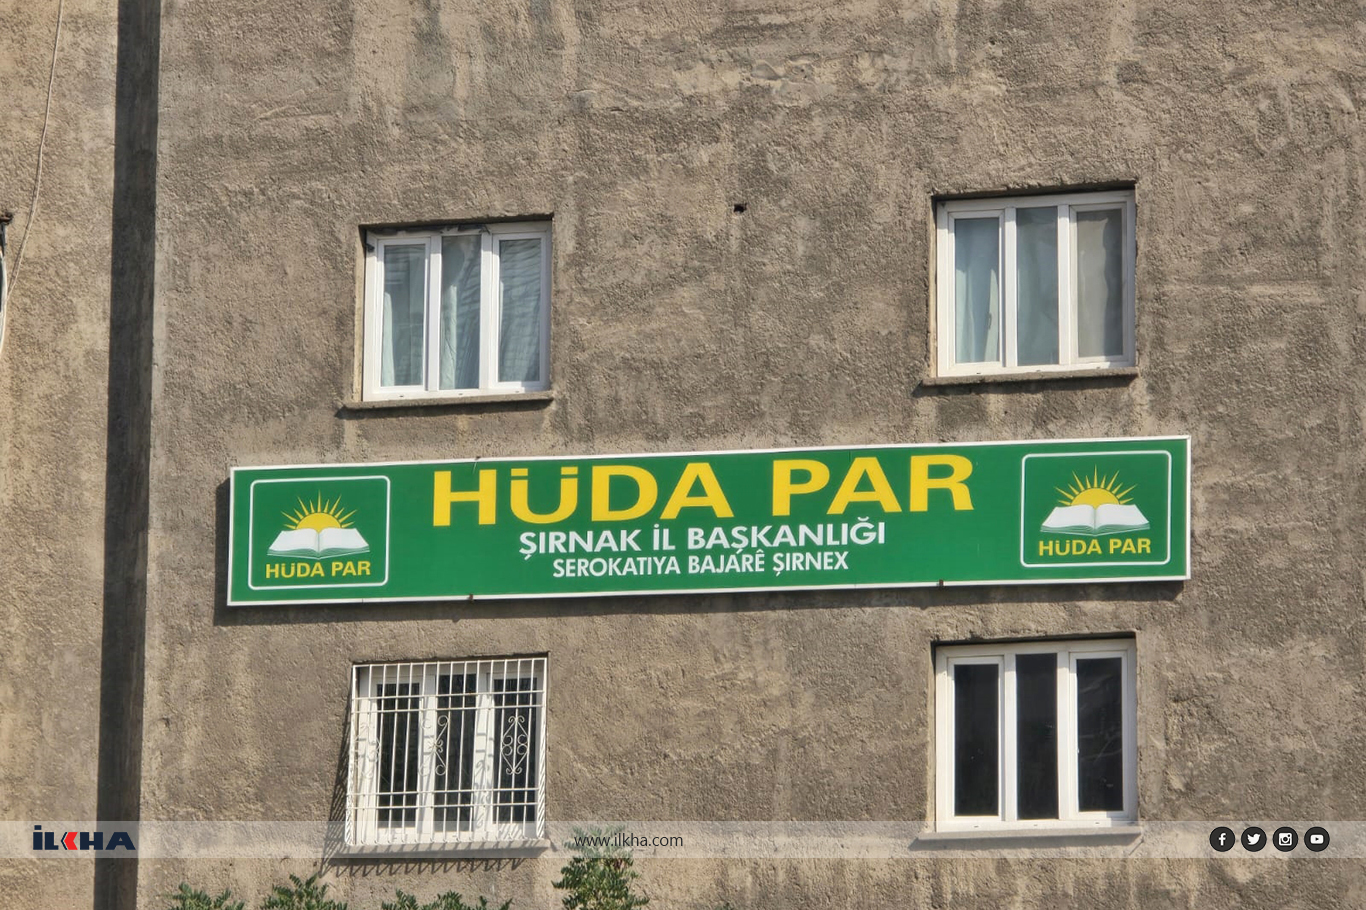 HÜDA PAR
ŞIRNAK İL BAŞKANLIĞI
SEROKATIYA BAJARÊ ŞIRNEX
HÜDA PAR
HÜDA PAR
İLKHA
www.ilkha.com